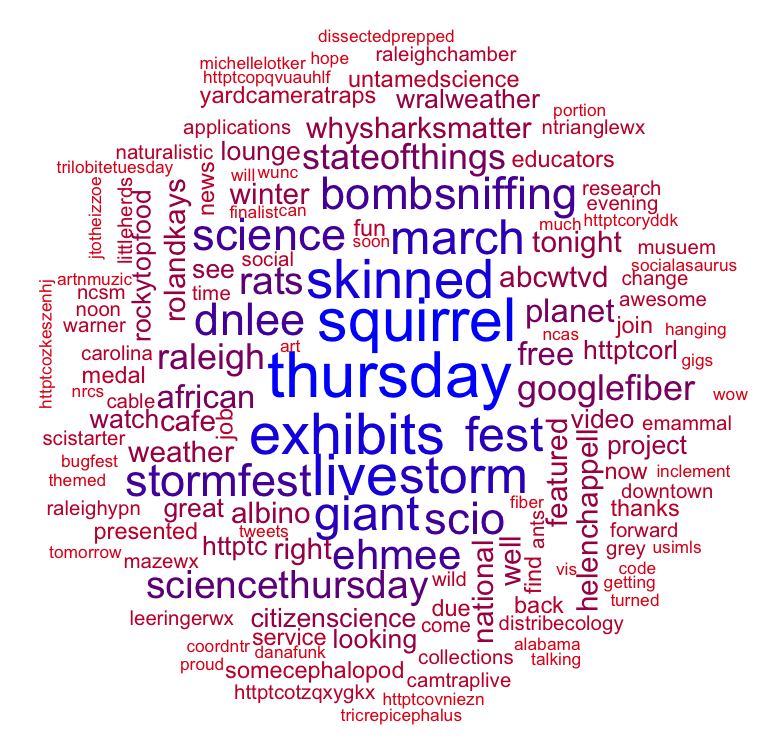 dissectedprepped
michellelotker hope raleighchamber
httptcopqvuauhlf untamedscience
yardcameratraps wralweather
portion
applications whysharksmatter ntrianglewx
naturalistic lounge stateofthings educators
trilobitetuesday will wunc
news winter bombsniffing research
finalist can evening
jtotheizzoe littleherds rockytopfood rolandkays
science fun soon march much httptcoryddk
social tonight musuem
see rats skinned abcwtvd socialasaurus
artnmuzic change
ncsm time awesome
noon dnlee squirrel planet
warner join hanging
httptcozkeszenhj
carolina raleigh art thursday ncas free httptcorl gigs
medal
nrcs cable african googlefiber wow
watch cafe job exhibits fest video emammal
scistarter weather featured helenchappell project
bugfest stormfest livestorm now inclement
themed downtown
raleighypn great albino giant scio fiber ants thanks
presented tweets forward
tomorrow mazewx httptc right ehmee national well find grey usimls
sciencethursday wild vis code
getting
leeringerwx citizenscience due back turned
service looking come distribecology
coordntr danafunk alabama
proud somecephalopod collections talking
httptcotzqxygkx camtraplive
httptcovniezn
tricrepicephalus